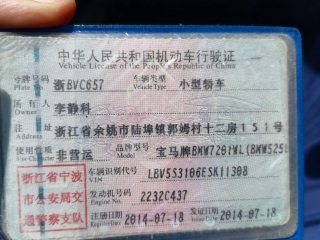 中华人民共和国机动车行驶证
Vehicle License of the People's Republic of China
号牌号码 浙BVC657 车辆类型 小型轿车
Plate No. Vehicle Type
所有人 李静科
Owner
住址 浙江省余姚市陆埠镇郭姆村十二房151号
使用性质 非营运 品牌型号 宝马牌BMW7201WL(BMW525
Use Character Model
浙江省宁 车辆识别代号 LBV5S3106ESK11308
VIN
波市公安局交 发动机号码 2232C437
Engine No.
通警察支队 注册日期 2014-07-18 发证日期 2014-07-18
Register Date Issue Date